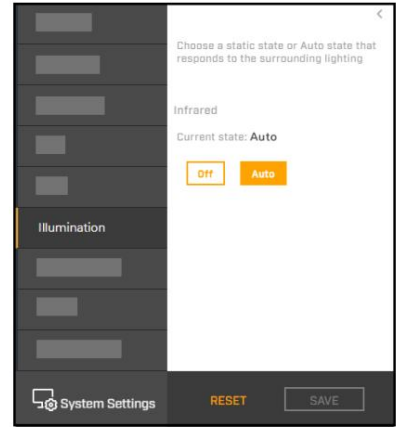 Choose a static state or Auto state that
responds to the surrounding lighting
Infrared
Current state: Auto
Off Auto
Illumination
System Settings
RESET SAVE